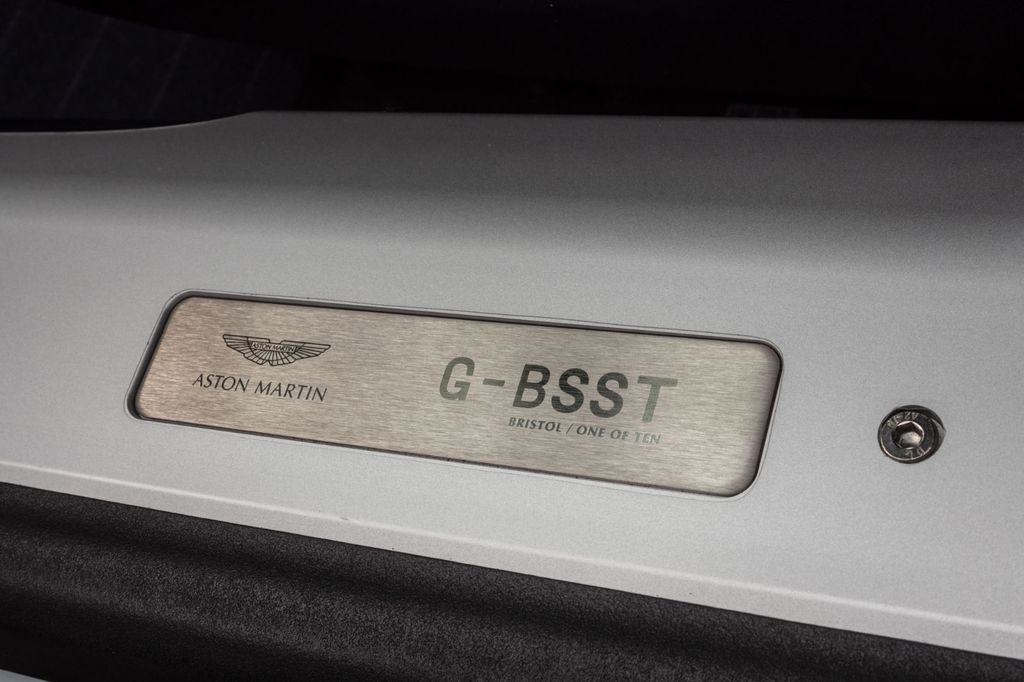 ASTON MARTIN
ASTON MARTIN
G-BSST
BRISTOL / ONE OF TEN